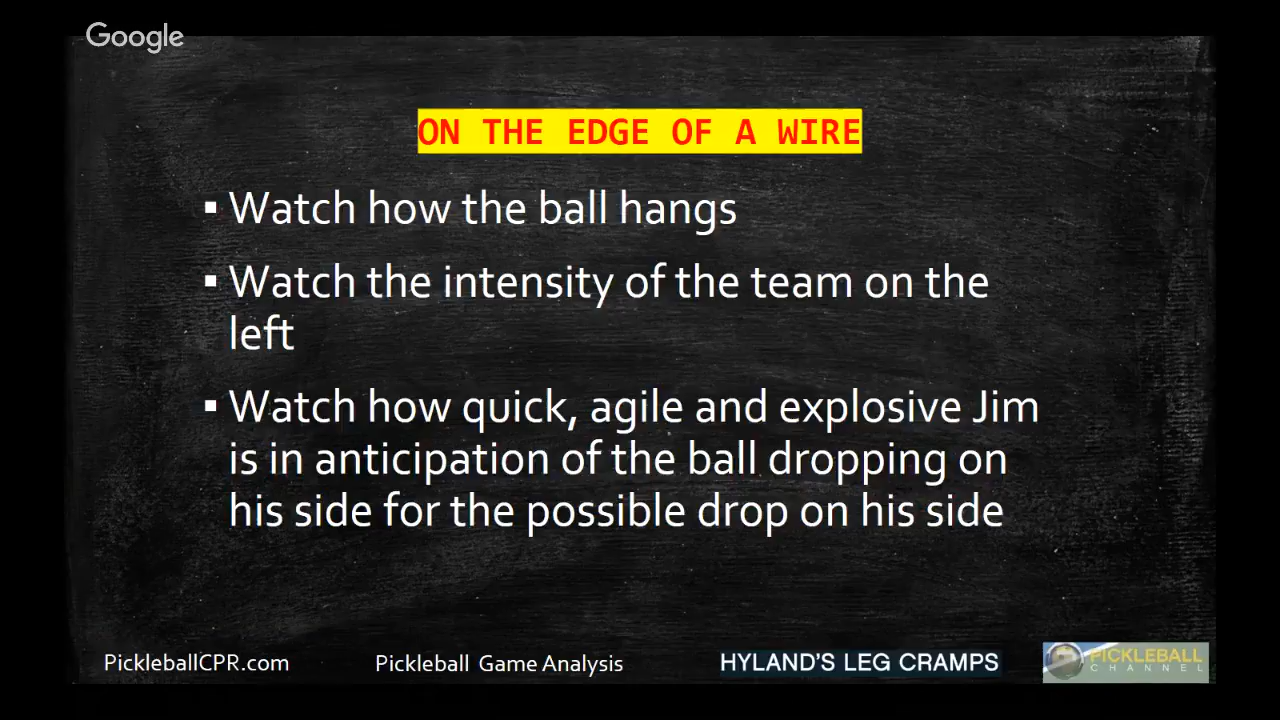 Google
ON THE EDGE OF A WIRE
▪ Watch how the ball hangs
▪ Watch the intensity of the team on the
left
▪ Watch how quick, agile and explosive Jim
is in anticipation of the ball dropping on
his side for the possible drop on his side
PickleballCPR.com
Pickleball Game Analysis
HYLAND'S LEG CRAMPS
PICKLEBALL
CHANNEL